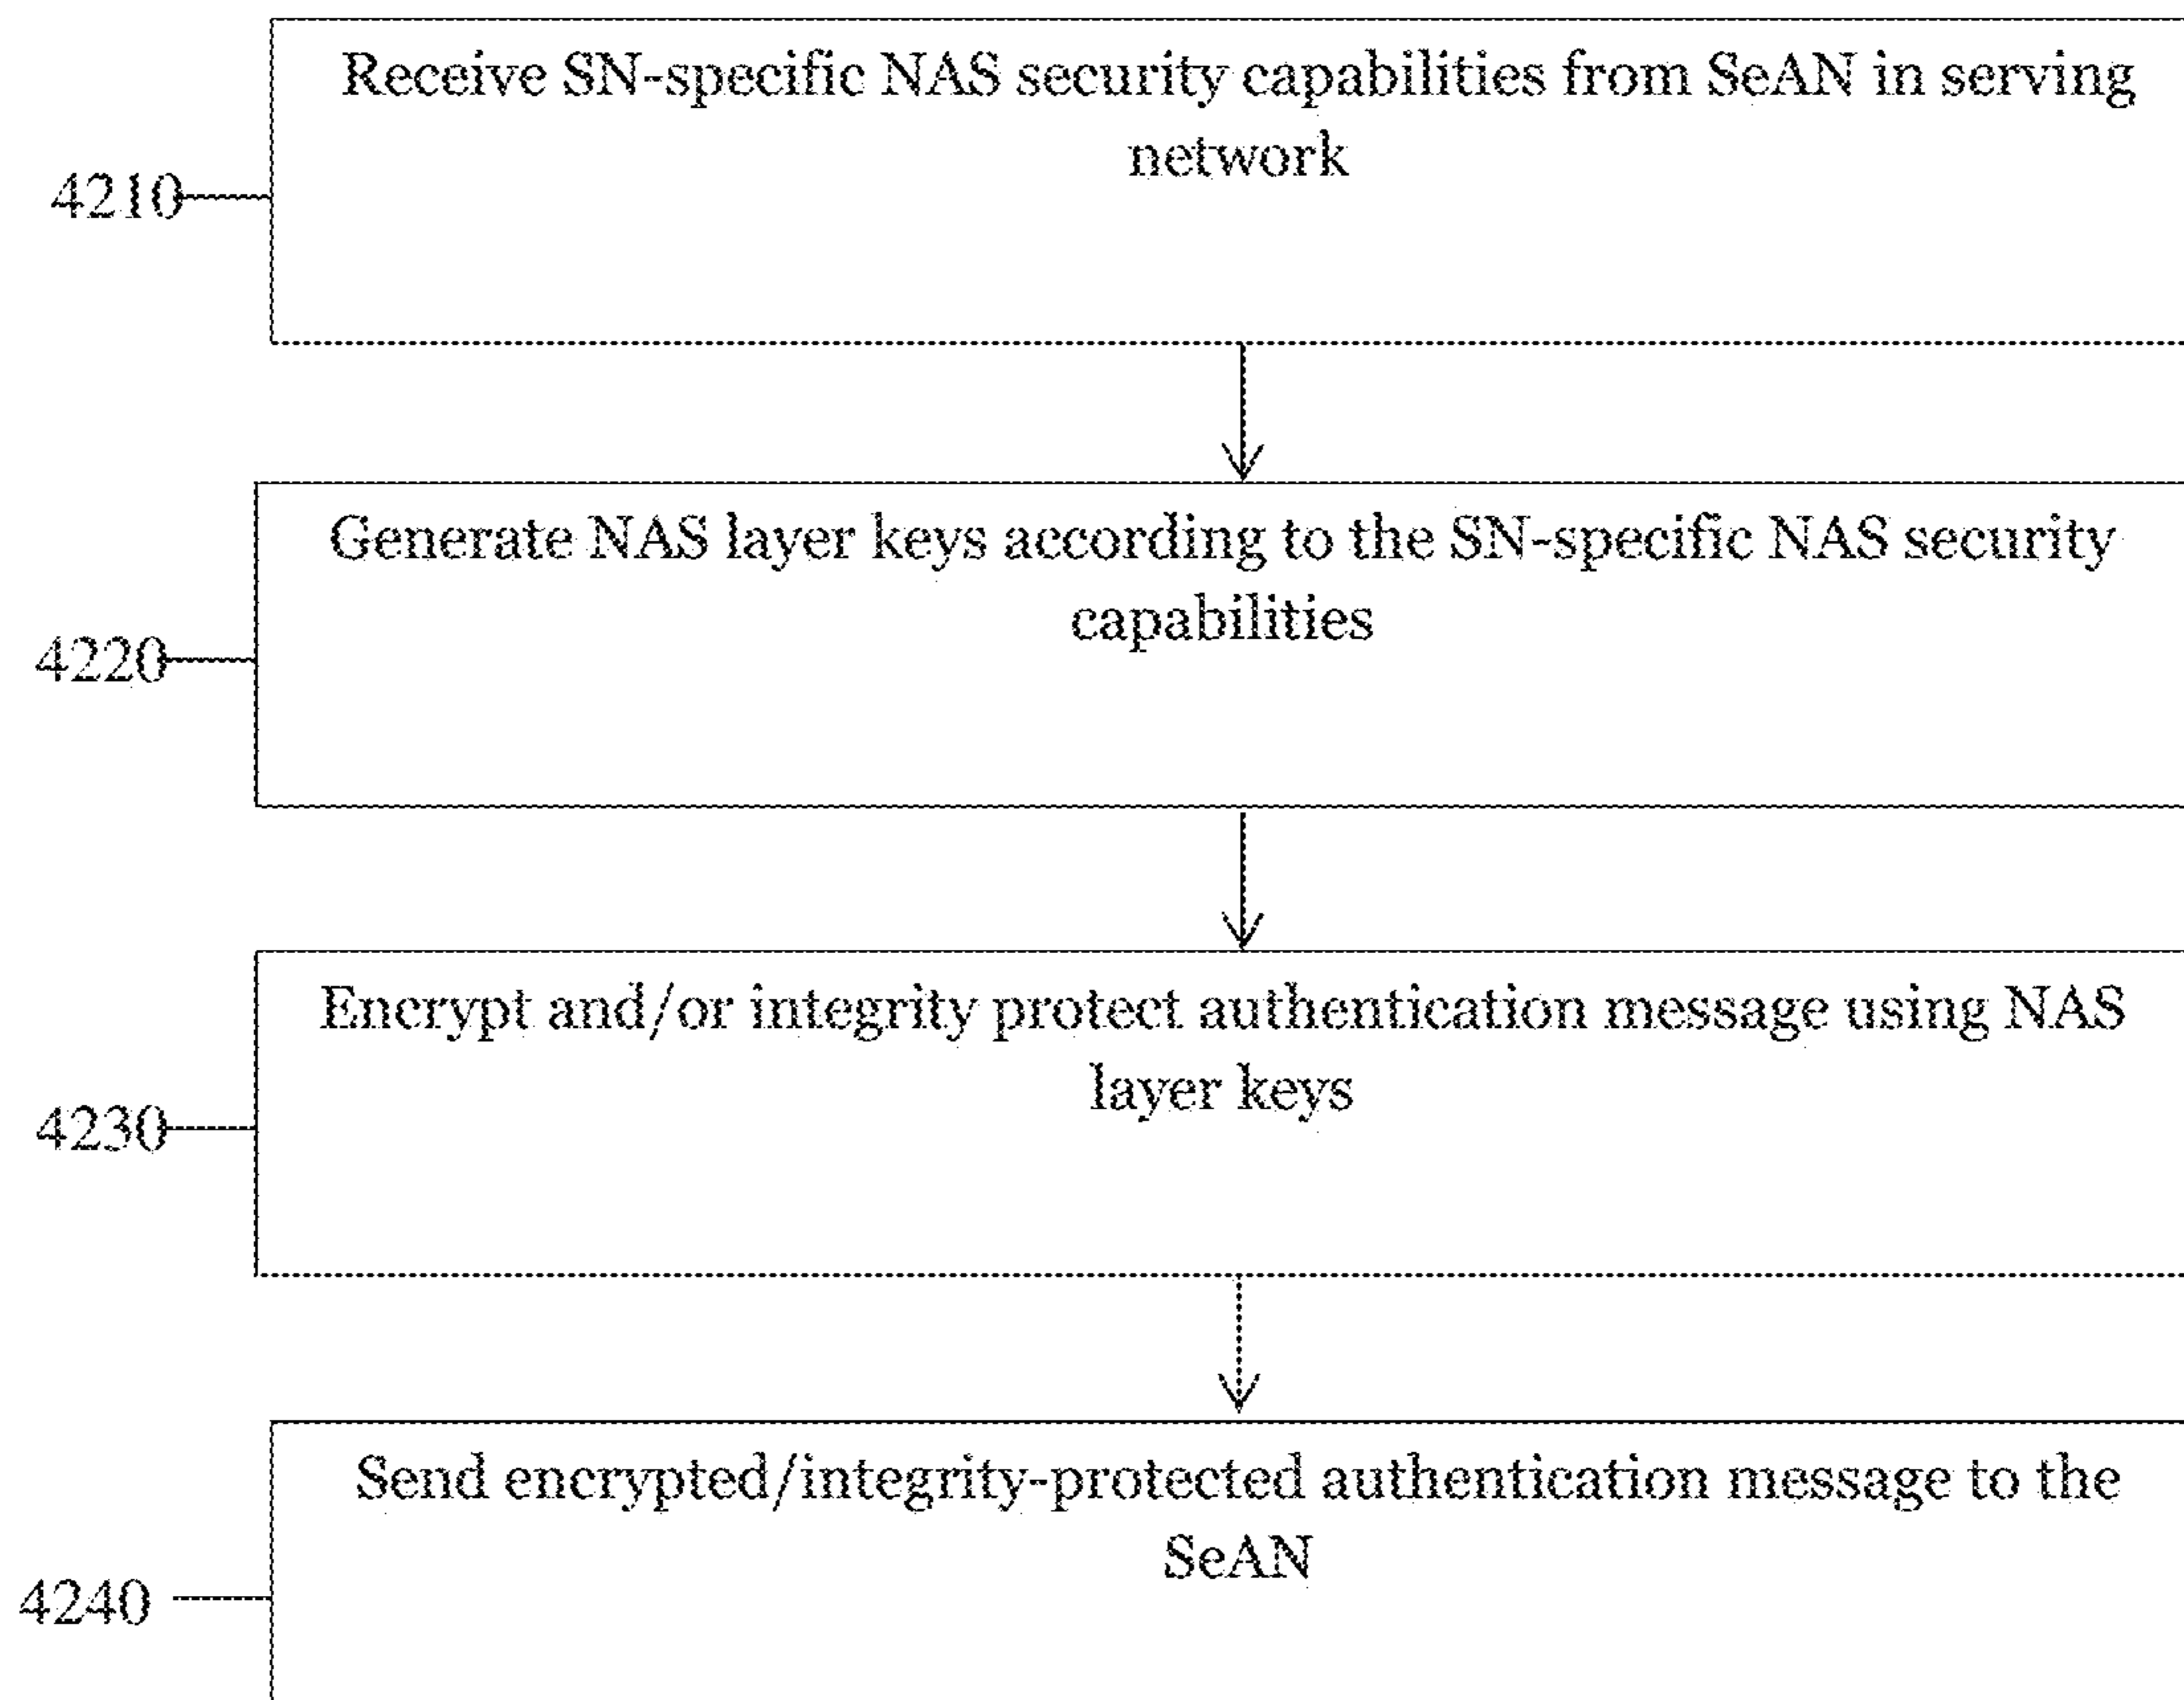 Receive SN-specific NAS security capabilities from SeAN in serving
network
4210
Generate NAS layer keys according to the SN-specific NAS security
capabilities
4220
Encrypt and/or integrity protect authentication message using NAS
layer keys
4230
Send encrypted/integrity-protected authentication message to the
SeAN
4240